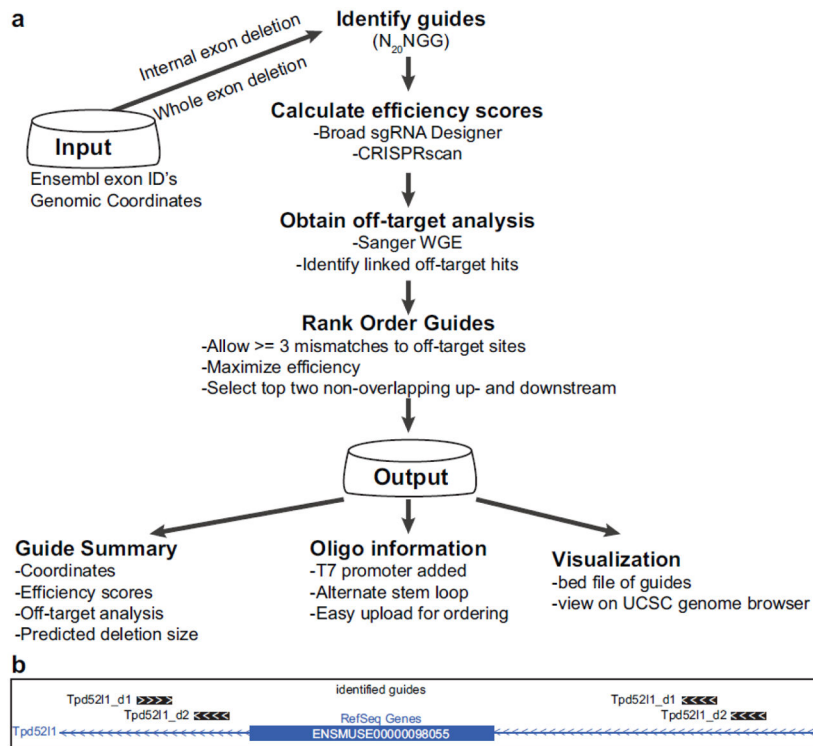 a
Identify guides
(N20NGG)
Internal exon deletion
Whole exon deletion
Input
Ensembl exon ID's
Genomic Coordinates
Calculate efficiency scores
-Broad sgRNA Designer
-CRISPRscan
Obtain off-target analysis
-Sanger WGE
-Identify linked off-target hits
Rank Order Guides
-Allow >= 3 mismatches to off-target sites
-Maximize efficiency
-Select top two non-overlapping up- and downstream
Output
Guide Summary
-Coordinates
-Efficiency scores
-Off-target analysis
-Predicted deletion size
Oligo information
-T7 promoter added
-Alternate stem loop
-Easy upload for ordering
Visualization
-bed file of guides
-view on UCSC genome browser
b
identified guides
Tpd52l1_d1
Tpd52l1_d1
Tpd52l1_d2
Tpd52l1_d2
RefSeq Genes
Tpd52l1
ENSMUSE00000098055